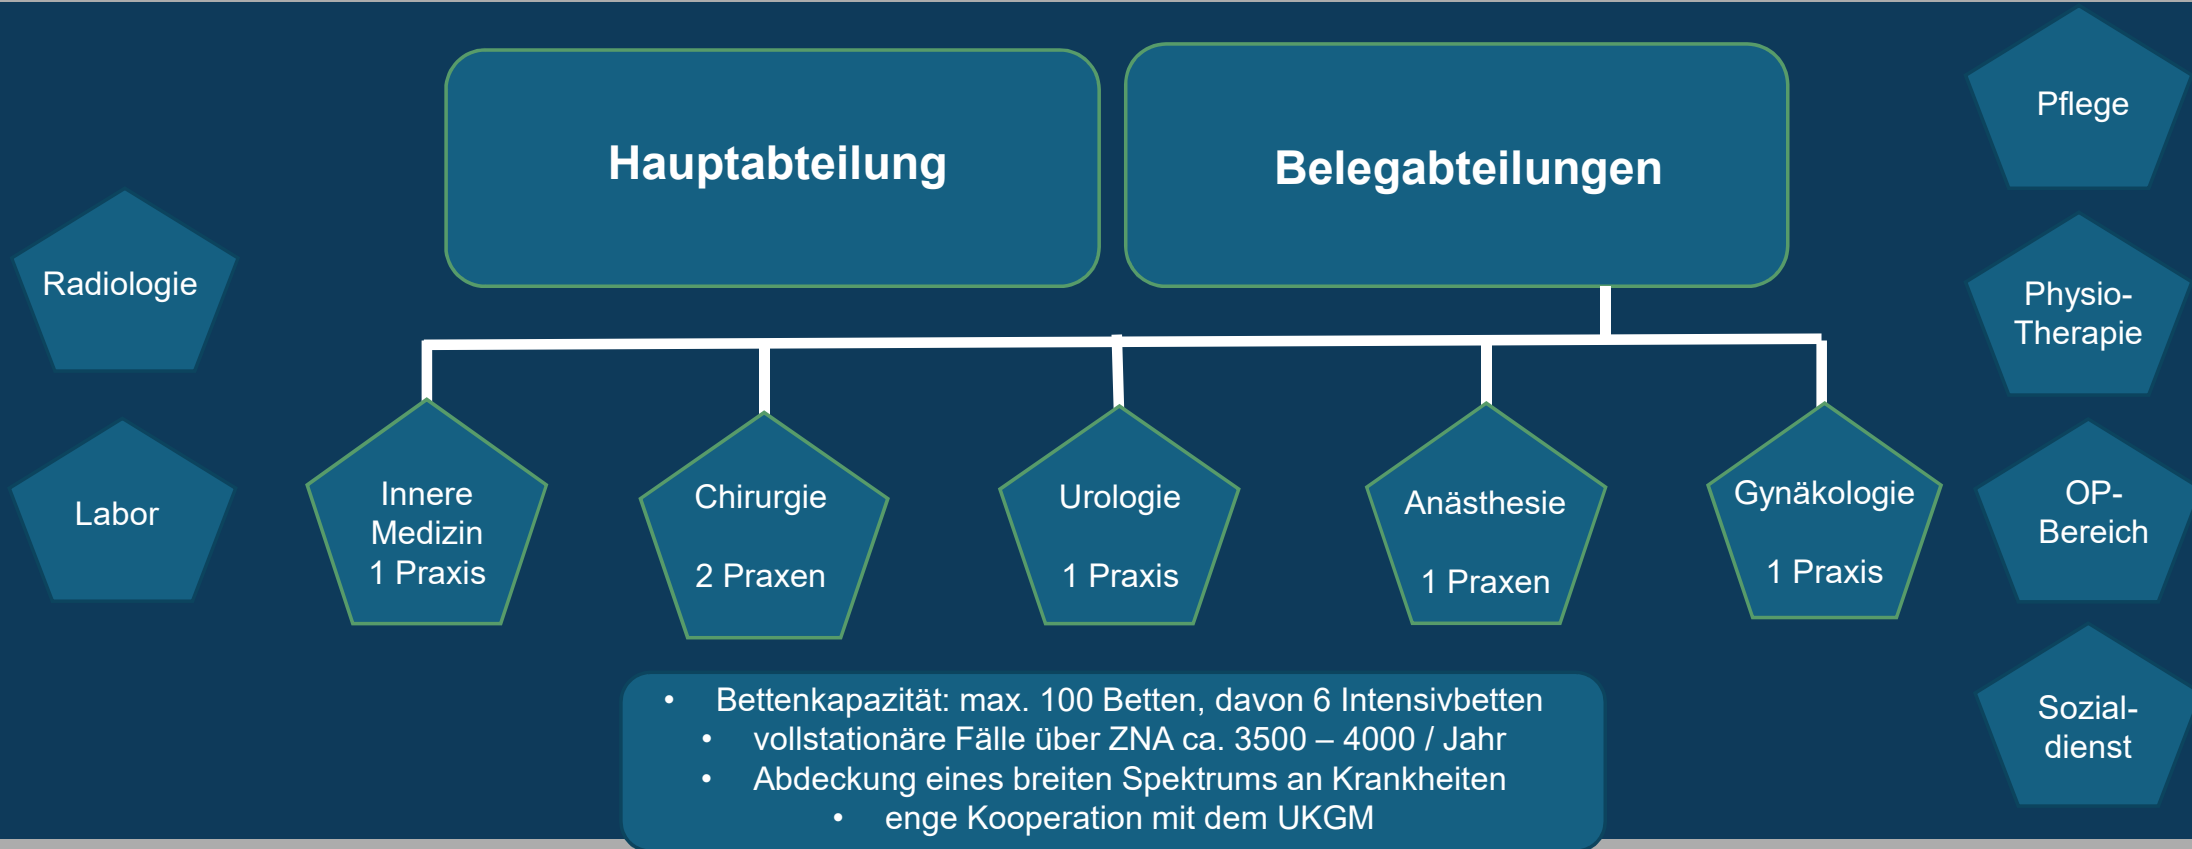 Hauptabteilung
Belegabteilungen
Radiologie
Labor
Innere
Medizin
1 Praxis
Chirurgie
2 Praxen
Urologie
1 Praxis
Anästhesie
1 Praxen
Gynäkologie
1 Praxis
Pflege
Physio-
Therapie
OP-
Bereich
Sozial-
dienst
• Bettenkapazität: max. 100 Betten, davon 6 Intensivbetten
• vollstationäre Fälle über ZNA ca. 3500 – 4000 / Jahr
• Abdeckung eines breiten Spektrums an Krankheiten
• enge Kooperation mit dem UKGM